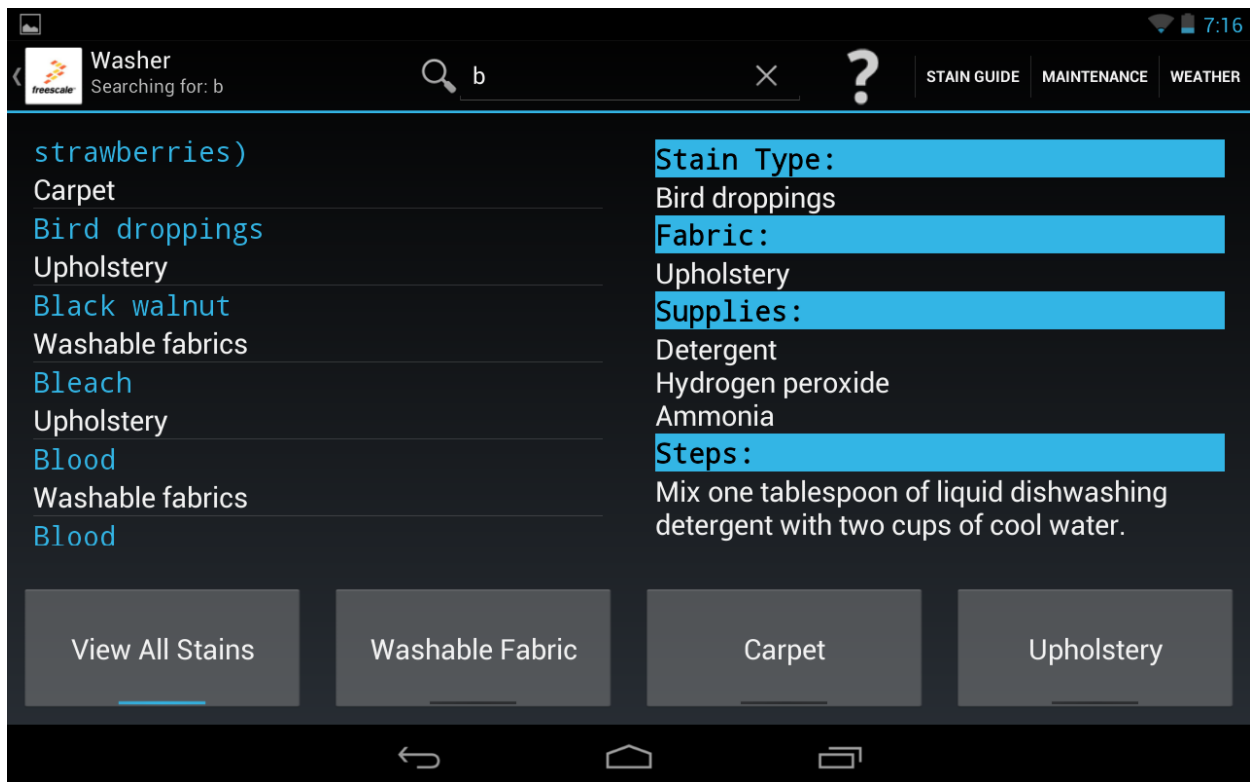 7:16
freescale
Washer
Searching for: b
b
?
STAIN GUIDE
MAINTENANCE
WEATHER
strawberries)
Carpet
Bird droppings
Upholstery
Black walnut
Washable fabrics
Bleach
Upholstery
Blood
Washable fabrics
Blood
Stain Type:
Bird droppings
Fabric:
Upholstery
Supplies:
Detergent
Hydrogen peroxide
Ammonia
Steps:
Mix one tablespoon of liquid dishwashing
detergent with two cups of cool water.
View All Stains
Washable Fabric
Carpet
Upholstery